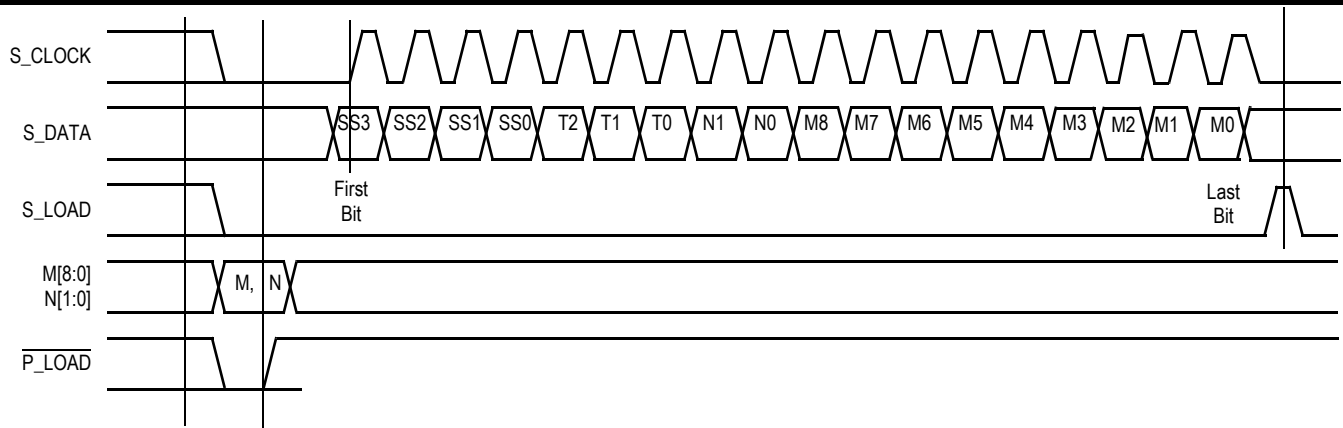 S_CLOCK
S_DATA
SS3 SS2 SS1 SS0 T2 T1 T0 N1 N0 M8 M7 M6 M5 M4 M3 M2 M1 M0
First
Bit
Last
Bit
S_LOAD
M[8:0]
N[1:0]
M, N
P_LOAD